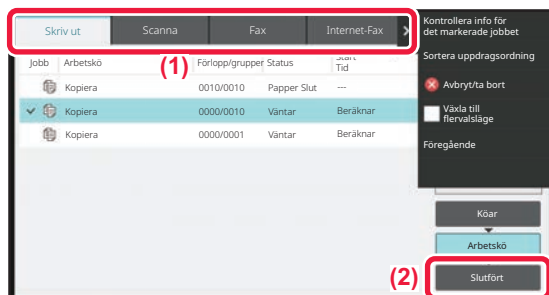 Skriv ut
Scanna
Fax
Internet-Fax
(1)
Jobb Arbetskö Förlopp/grupper Status Start Tid
Kopiera 0010/0010 Papper Slut ---
Kopiera 0000/0010 Väntar Beräknar
Kopiera 0000/0001 Väntar Beräknar
Kontrollera info för
det markerade jobbet
Sortera uppdragsordning
Avbryt/ta bort
Växla till
flervalsläge
Föregående
Köar
Arbetskö
(2)
Slutfört